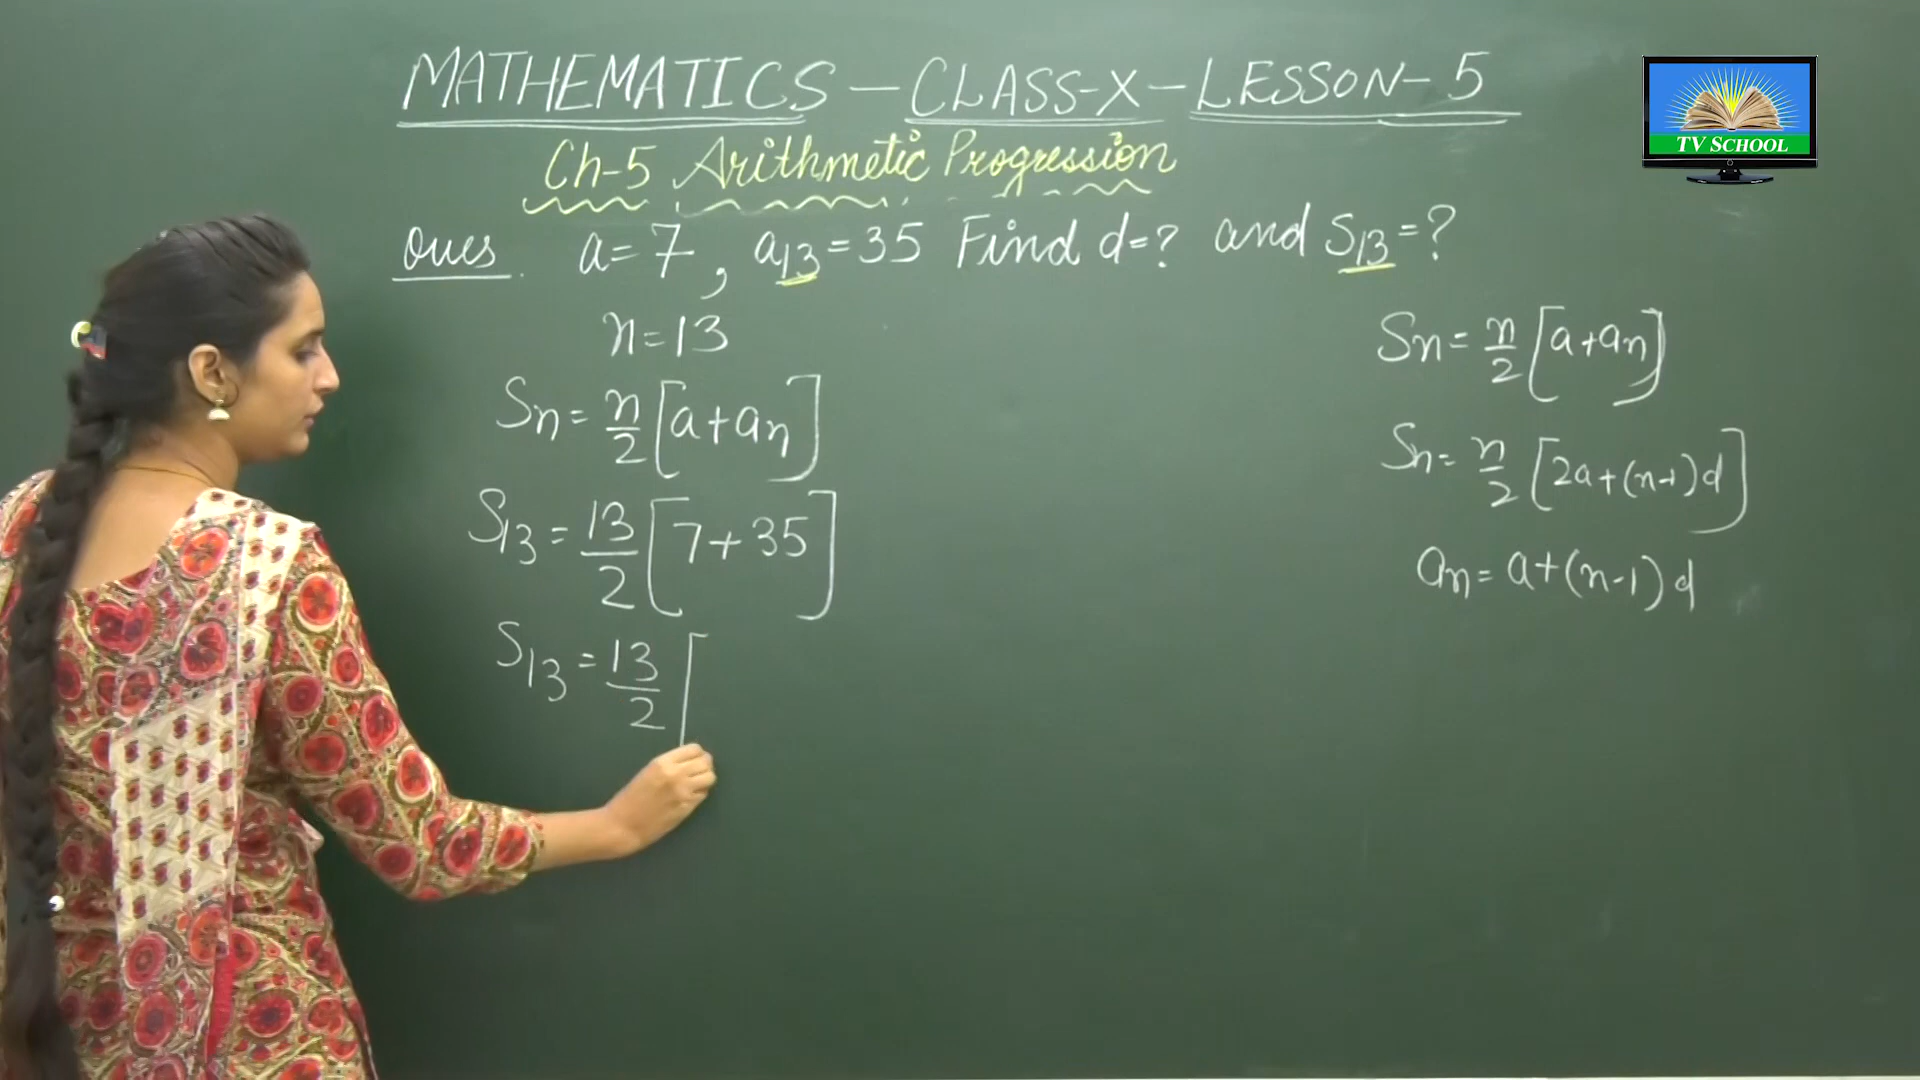 MATHEMATICS – CLASS-X – LESSON-5
TV SCHOOL
Ch-5 Arithmetic Progression
Ques. a=7, a₁₃=35 Find d=? and S₁₃=?
n=13
Sₙ = n/2 [a+aₙ]
S₁₃ = 13/2 [7+35]
S₁₃ = 13/2 [
Sₙ = n/2 [a+aₙ]
Sₙ = n/2 [2a+(n-1)d]
aₙ = a+(n-1)d